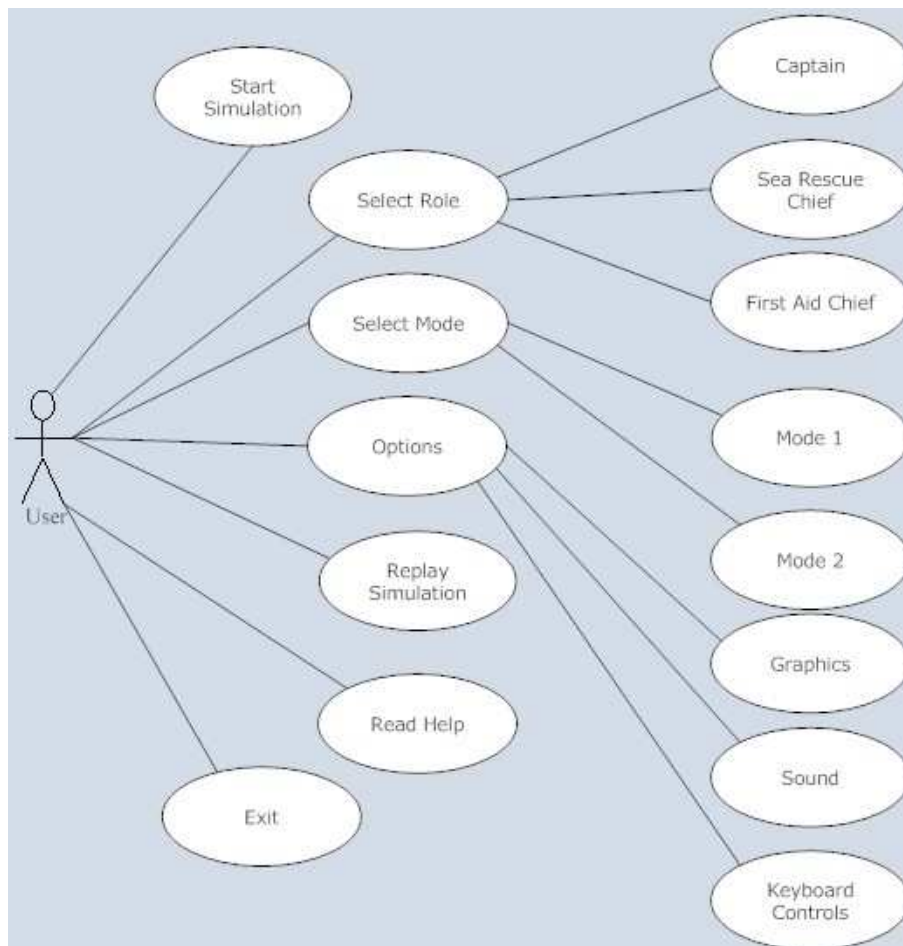 Start
Simulation
Captain
Select Role
Sea Rescue
Chief
First Aid Chief
Select Mode
Mode 1
Options
User
Mode 2
Replay
Simulation
Graphics
Read Help
Sound
Exit
Keyboard
Controls